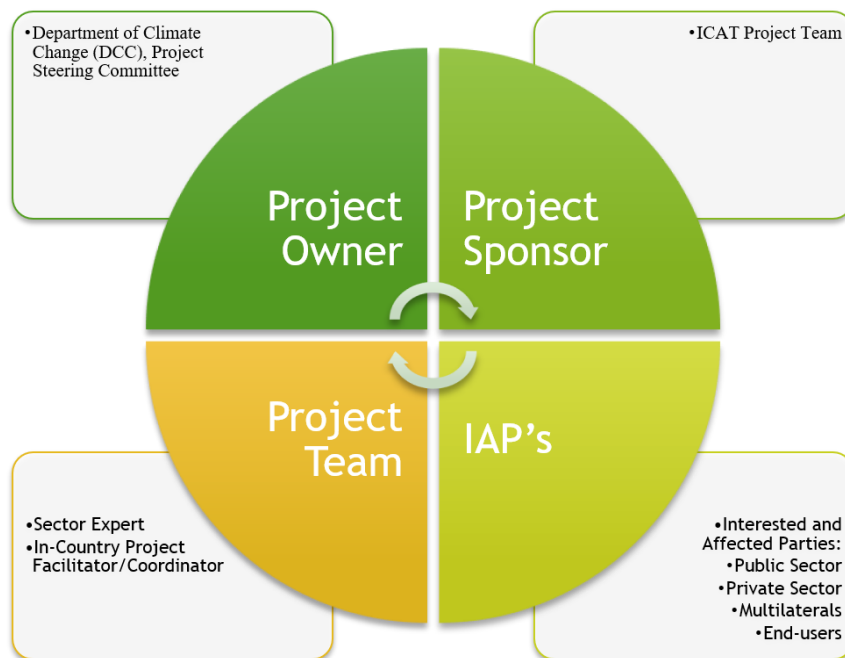 •Department of Climate
Change (DCC), Project
Steering Committee
•ICAT Project Team
Project
Owner
Project
Sponsor
Project
Team
IAP’s
•Sector Expert
•In-Country Project
Facilitator/Coordinator
•Interested and
Affected Parties:
•Public Sector
•Private Sector
•Multilaterals
•End-users